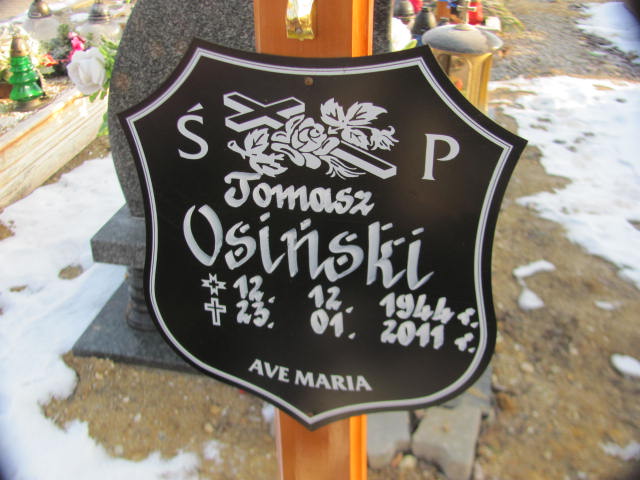 Ś P
Tomasz
Osiński
12. 12. 1944 r.
23. 01. 2011 r.
AVE MARIA